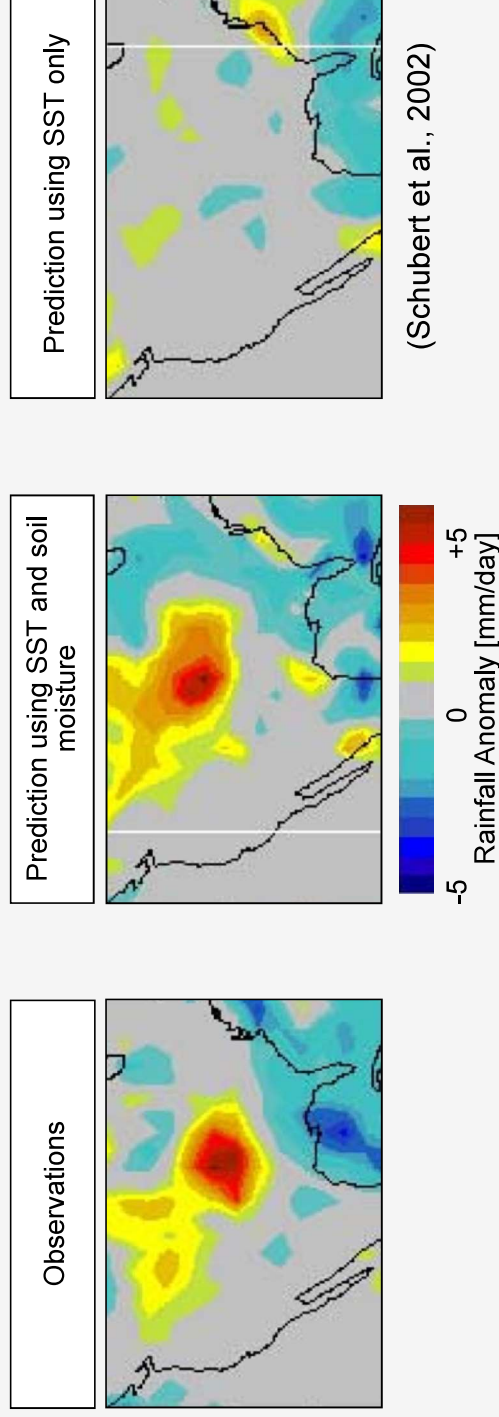 Observations
Prediction using SST and soil
moisture
Prediction using SST only
-5
0
+5
Rainfall Anomaly [mm/day]
(Schubert et al., 2002)